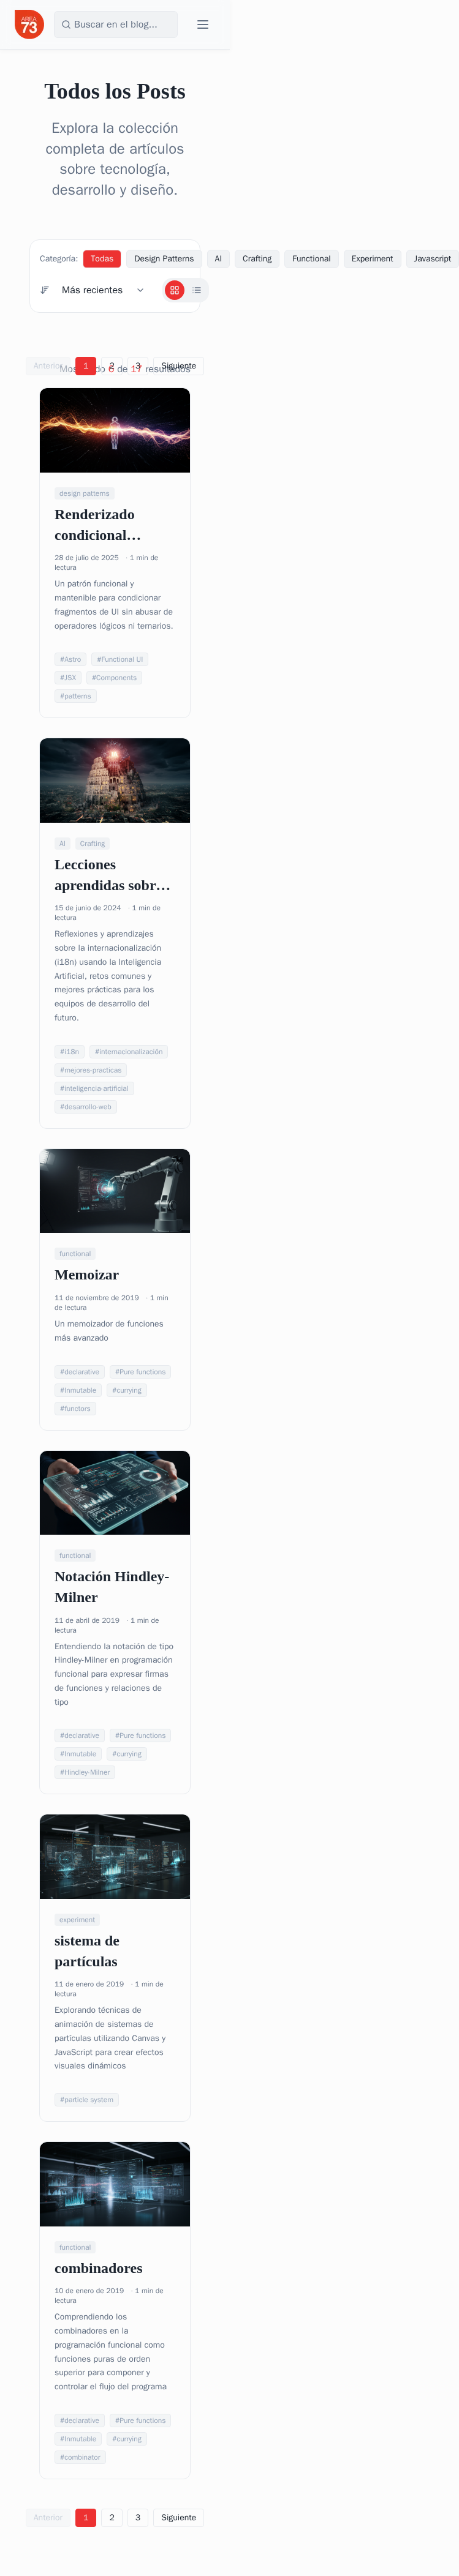 AREA
73
Buscar en el blog...
Todos los Posts
Explora la colección
completa de artículos
sobre tecnología,
desarrollo y diseño.
Categoría: Todas Design Patterns AI Crafting Functional Experiment Javascript
Más recientes
Anterior 1 2 3 Siguiente
6 de 17 resultados
design patterns
Renderizado
condicional…
28 de julio de 2025 · 1 min de
lectura
Un patrón funcional y
mantenible para condicionar
fragmentos de UI sin abusar de
operadores lógicos ni ternarios.
#Astro #Functional UI
#JSX #Components
#patterns
AI Crafting
Lecciones
aprendidas sobr…
15 de junio de 2024 · 1 min de
lectura
Reflexiones y aprendizajes
sobre la internacionalización
(i18n) usando la Inteligencia
Artificial, retos comunes y
mejores prácticas para los
equipos de desarrollo del
futuro.
#i18n #internacionalización
#mejores-practicas
#inteligencia-artificial
#desarrollo-web
functional
Memoizar
11 de noviembre de 2019 · 1 min
de lectura
Un memoizador de funciones
más avanzado
#declarative #Pure functions
#Inmutable #currying
#functors
functional
Notación Hindley-
Milner
11 de abril de 2019 · 1 min de
lectura
Entendiendo la notación de tipo
Hindley-Milner en programación
funcional para expresar firmas
de funciones y relaciones de
tipo
#declarative #Pure functions
#Inmutable #currying
#Hindley-Milner
experiment
sistema de
partículas
11 de enero de 2019 · 1 min de
lectura
Explorando técnicas de
animación de sistemas de
partículas utilizando Canvas y
JavaScript para crear efectos
visuales dinámicos
#particle system
functional
combinadores
10 de enero de 2019 · 1 min de
lectura
Comprendiendo los
combinadores en la
programación funcional como
funciones puras de orden
superior para componer y
controlar el flujo del programa
#declarative #Pure functions
#Inmutable #currying
#combinator
Anterior 1 2 3 Siguiente